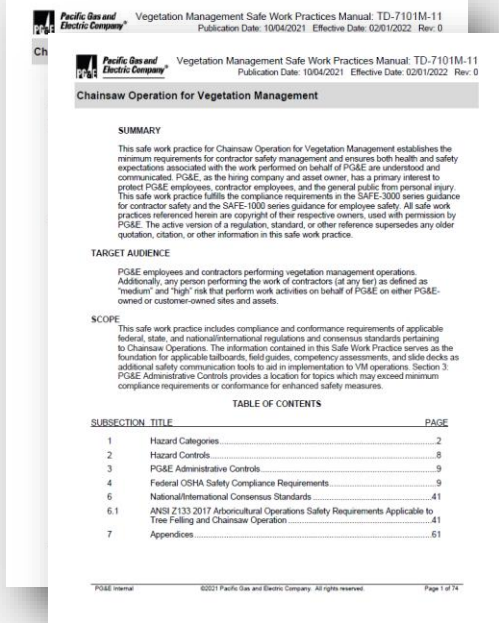 Pacific Gas and
Electric Company®
Vegetation Management Safe Work Practices Manual: TD-7101M-11
Publication Date: 10/04/2021 Effective Date: 02/01/2022 Rev: 0
PG&E
Ch
Pacific Gas and
Electric Company®
Vegetation Management Safe Work Practices Manual: TD-7101M-11
Publication Date: 10/04/2021 Effective Date: 02/01/2022 Rev: 0
PG&E
Chainsaw Operation for Vegetation Management
SUMMARY
This safe work practice for Chainsaw Operation for Vegetation Management establishes the
minimum requirements for contractor safety management and ensures both health and safety
expectations associated with the work performed on behalf of PG&E are understood and
communicated. PG&E, as the hiring company and asset owner, has a primary interest to
protect PG&E employees, contractor employees, and the general public from personal injury.
This safe work practice fulfills the compliance requirements in the SAFE-3000 series guidance
for contractor safety and the SAFE-1000 series guidance for employee safety. All safe work
practices referenced herein are copyright of their respective owners, used with permission by
PG&E. The active version of a regulation, standard, or other reference supersedes any older
quotation, citation, or other information in this safe work practice.
TARGET AUDIENCE
PG&E employees and contractors performing vegetation management operations.
Additionally, any person performing the work of contractors (at any tier) as defined as
"medium" and "high" risk that perform work activities on behalf of PG&E on either PG&E-
owned or customer-owned sites and assets.
SCOPE
This safe work practice includes compliance and conformance requirements of applicable
federal, state, and national/international regulations and consensus standards pertaining
to Chainsaw Operations. The information contained in this Safe Work Practice serves as the
foundation for applicable tailboards, field guides, competency assessments, and slide decks as
additional safety communication tools to aid in implementation to VM operations. Section 3:
PG&E Administrative Controls provides a location for topics which may exceed minimum
compliance requirements or conformance for enhanced safety measures.
TABLE OF CONTENTS
SUBSECTION TITLE PAGE
1 Hazard Categories 2
2 Hazard Controls 8
3 PG&E Administrative Controls 9
4 Federal OSHA Safety Compliance Requirements 9
6 National/International Consensus Standards 41
6.1 ANSI Z133 2017 Arboricultural Operations Safety Requirements Applicable to
Tree Felling and Chainsaw Operation 41
7 Appendices 61
PG&E Internal ©2021 Pacific Gas and Electric Company. All rights reserved. Page 1 of 74